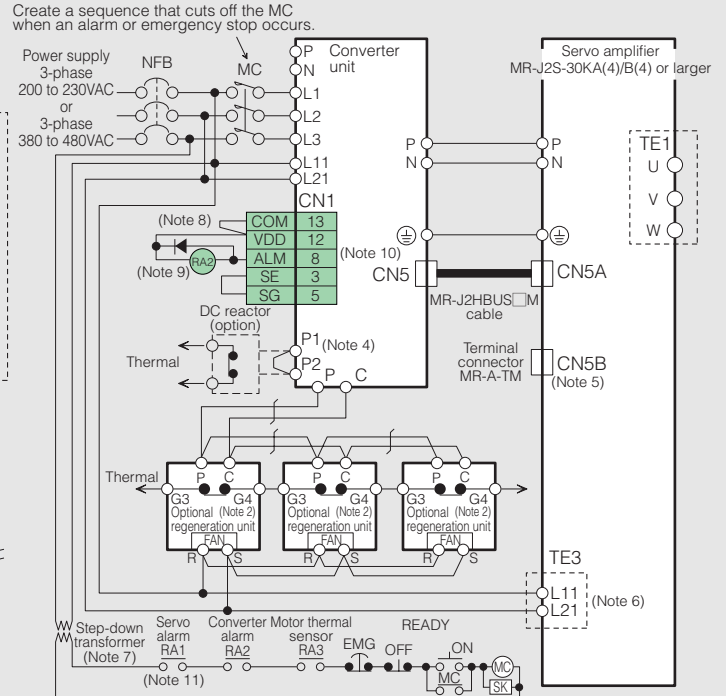 Create a sequence that cuts off the MC
when an alarm or emergency stop occurs.
Power supply
3-phase
200 to 230VAC
or
3-phase
380 to 480VAC
NFB
MC
P
N
L1
L2
L3
L11
L21
Converter
unit
Servo amplifier
MR-J2S-30KA(4)/B(4) or larger
P
N
P
N
TE1
U
V
W
CN1
(Note 8)
COM 13
VDD 12
ALM 8
SE 3
SG 5
RA2
(Note 9)
(Note 10)
CN5
CN5A
MR-J2HBUS□M
cable
DC reactor
(option)
Thermal
P1
(Note 4)
P2
P C
Terminal
connector
MR-A-TM
CN5B
(Note 5)
Thermal
P C
G3 G4
Optional (Note 2)
regeneration unit
FAN
R S
P C
G3 G4
Optional (Note 2)
regeneration unit
FAN
R S
P C
G3 G4
Optional (Note 2)
regeneration unit
FAN
R S
TE3
L11
L21
(Note 6)
Step-down
transformer
(Note 7)
Servo
alarm
RA1
(Note 11)
Converter
alarm
RA2
Motor thermal
sensor
RA3
EMG
OFF
READY
ON
MC
MC
SK